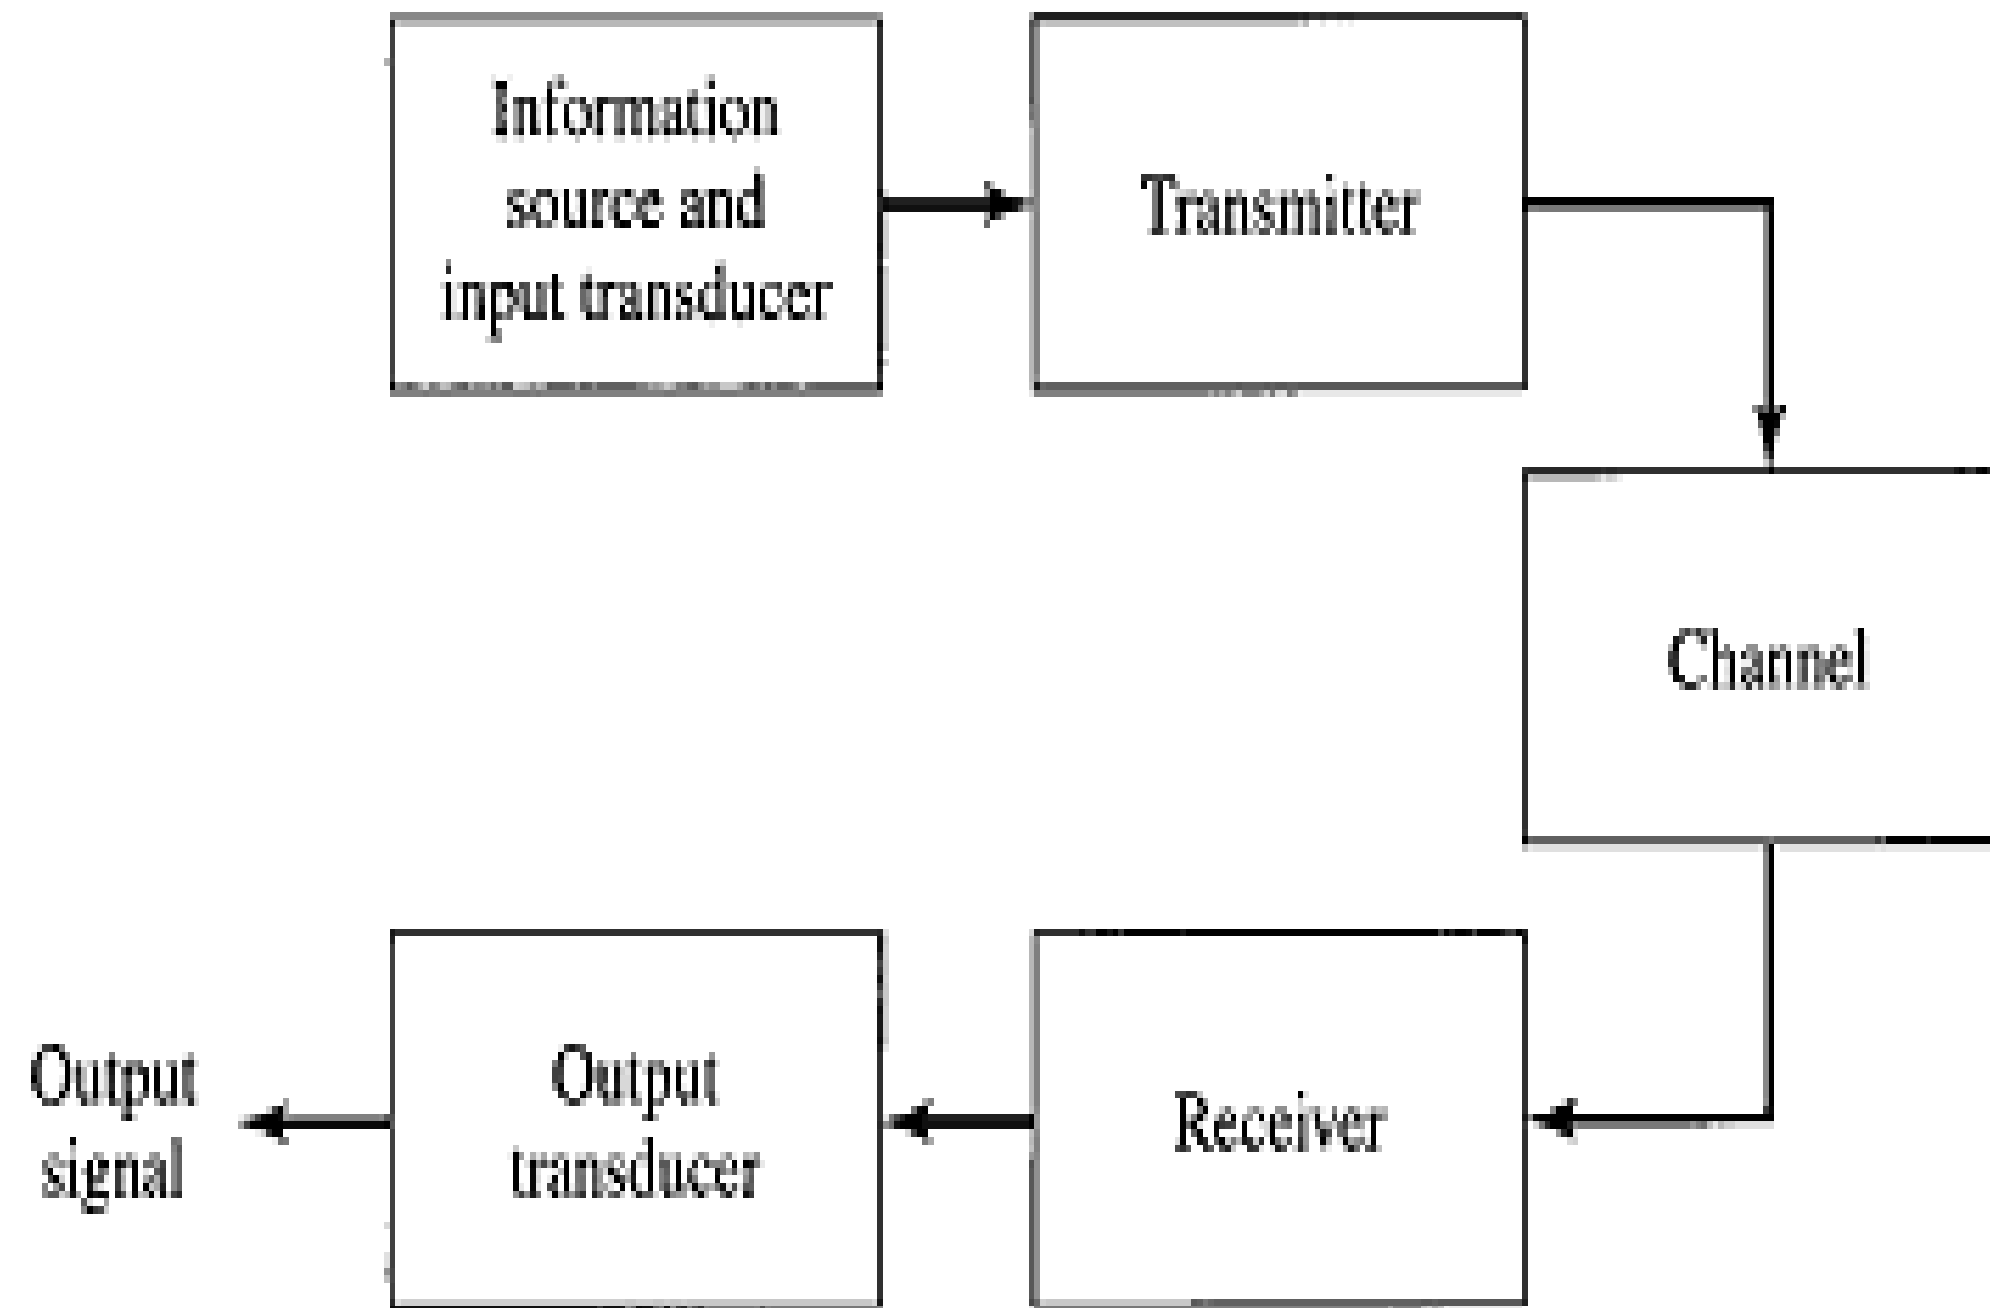 Information
source and
input transducer
Transmitter
Channel
Receiver
Output
transducer
Output
signal